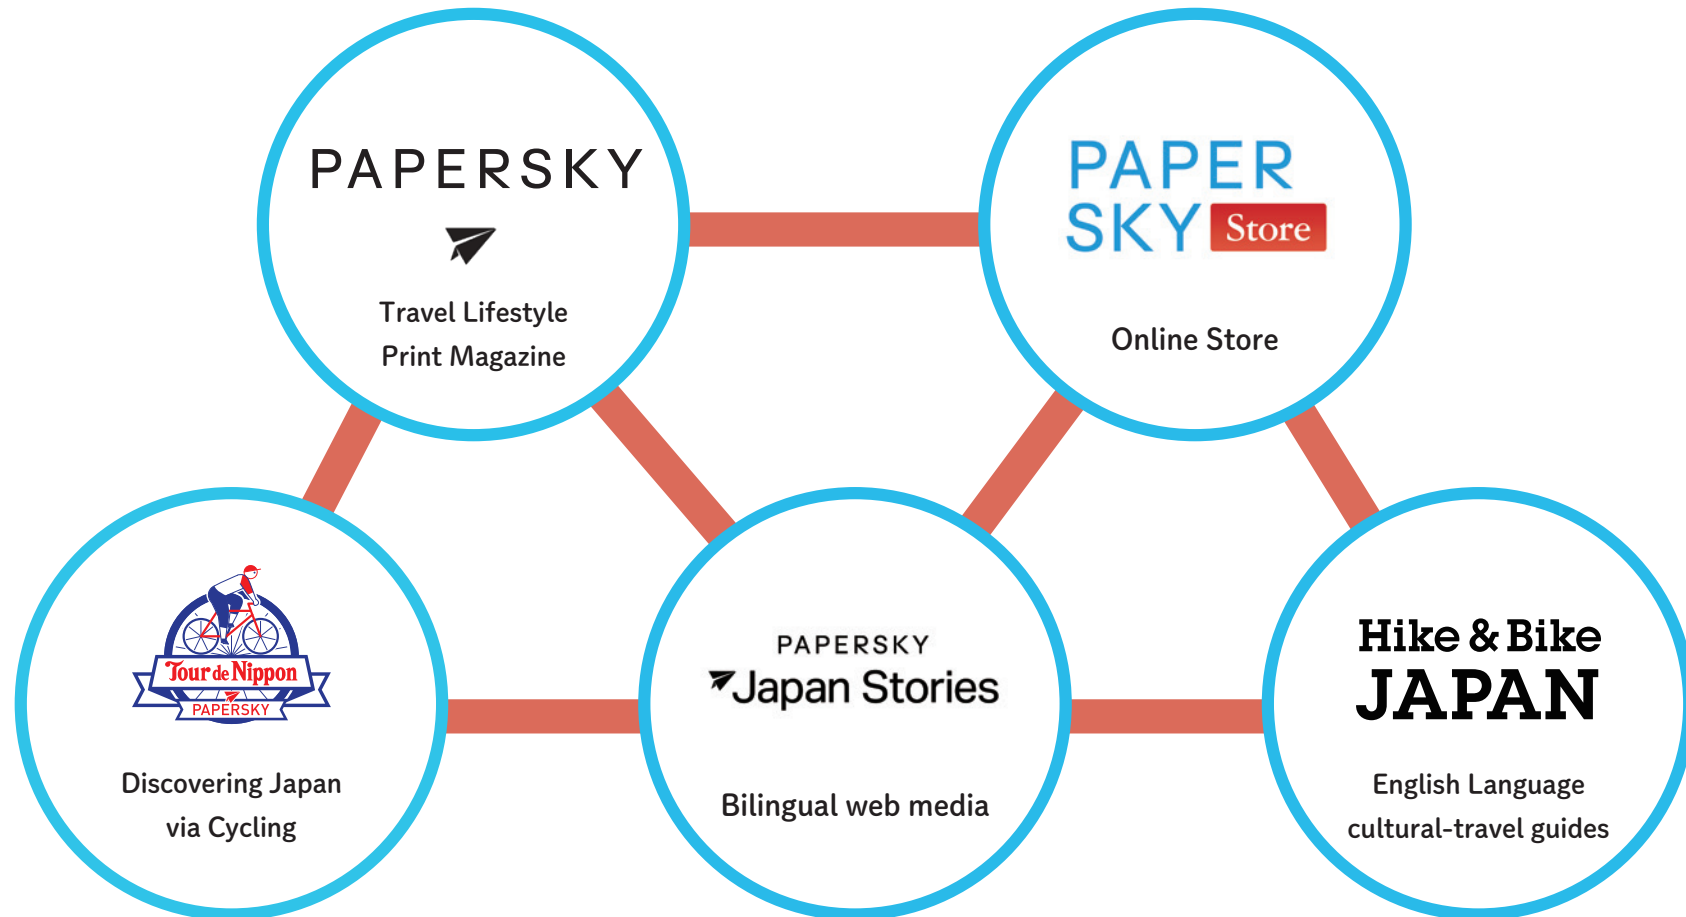 PAPERSKY
Travel Lifestyle
Print Magazine
PAPER
SKY Store
Online Store
Tour de Nippon
PAPERSKY
Discovering Japan
via Cycling
PAPERSKY
Japan Stories
Bilingual web media
Hike & Bike
JAPAN
English Language
cultural-travel guides